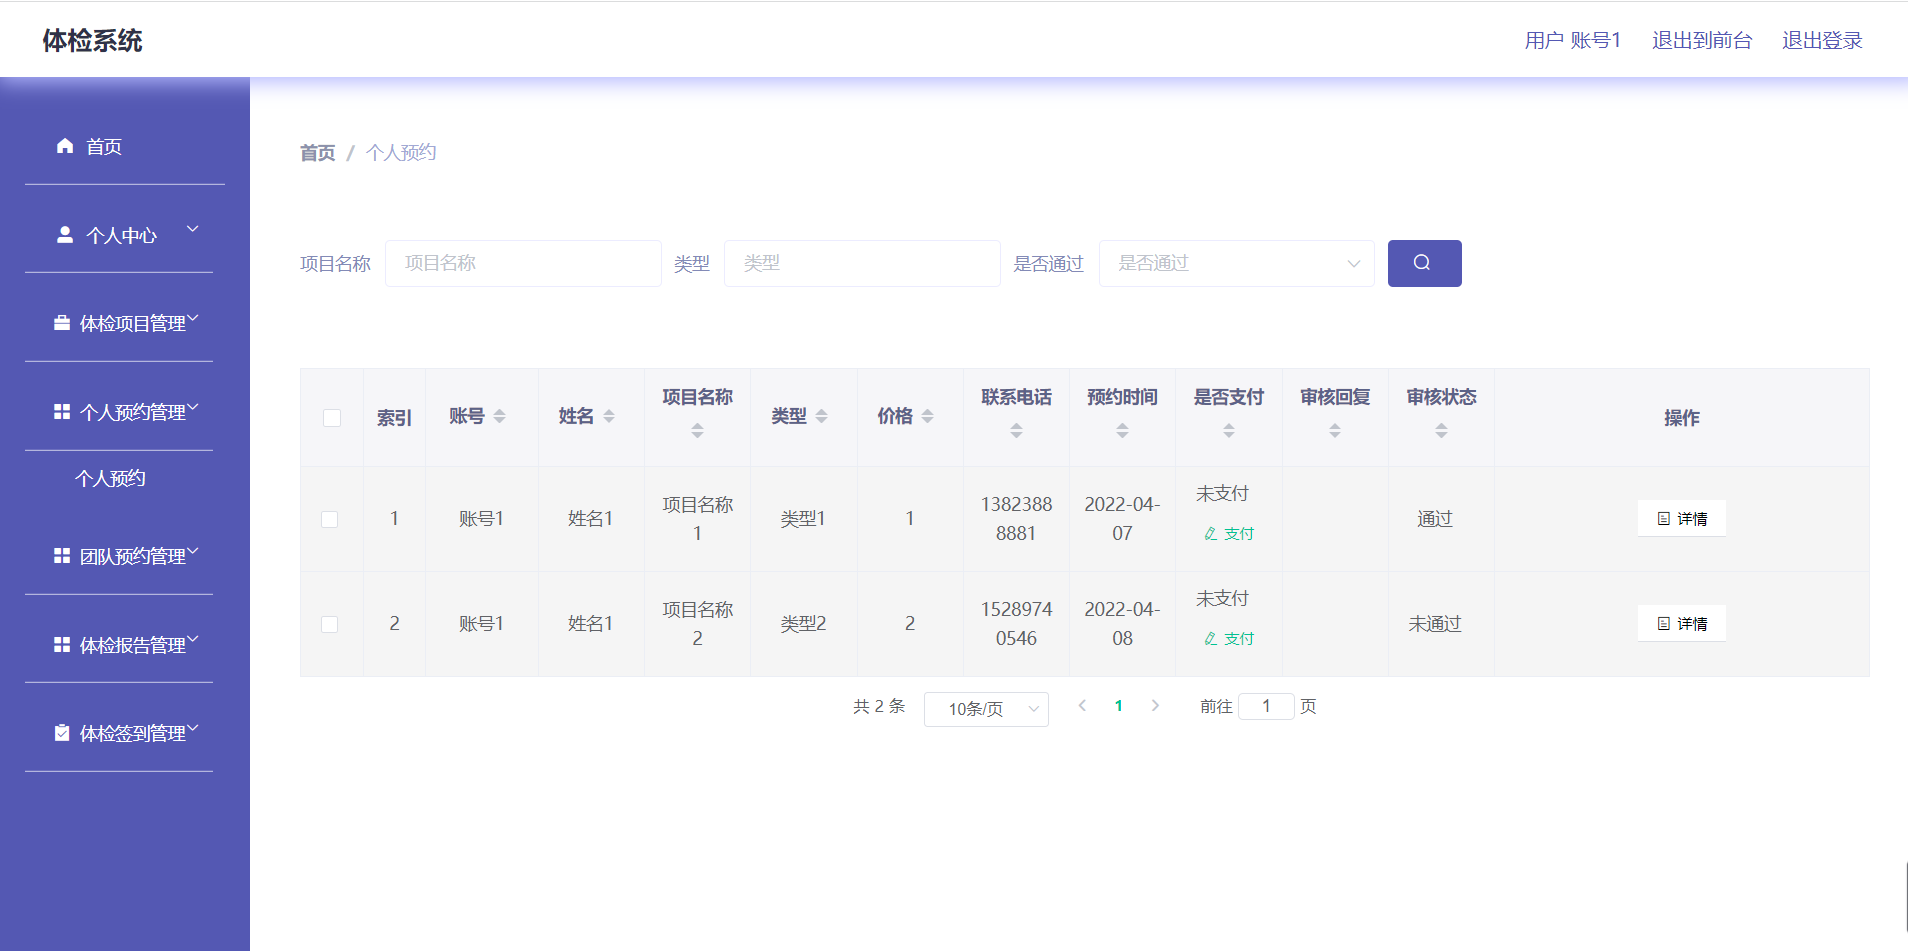 体检系统
用户 账号1 退出到前台 退出登录
首页
个人中心
体检项目管理
个人预约管理
个人预约
团队预约管理
体检报告管理
体检签到管理
首页 / 个人预约
项目名称 项目名称 类型 类型 是否通过 是否通过
索引 账号 姓名 项目名称 类型 价格 联系电话 预约时间 是否支付 审核回复 审核状态 操作
1 账号1 姓名1 项目名称1 类型1 1 13823888881 2022-04-07 未支付 支付 通过 详情
2 账号1 姓名1 项目名称2 类型2 2 15289740546 2022-04-08 未支付 支付 未通过 详情
共 2 条 10条/页 1 前往 1 页